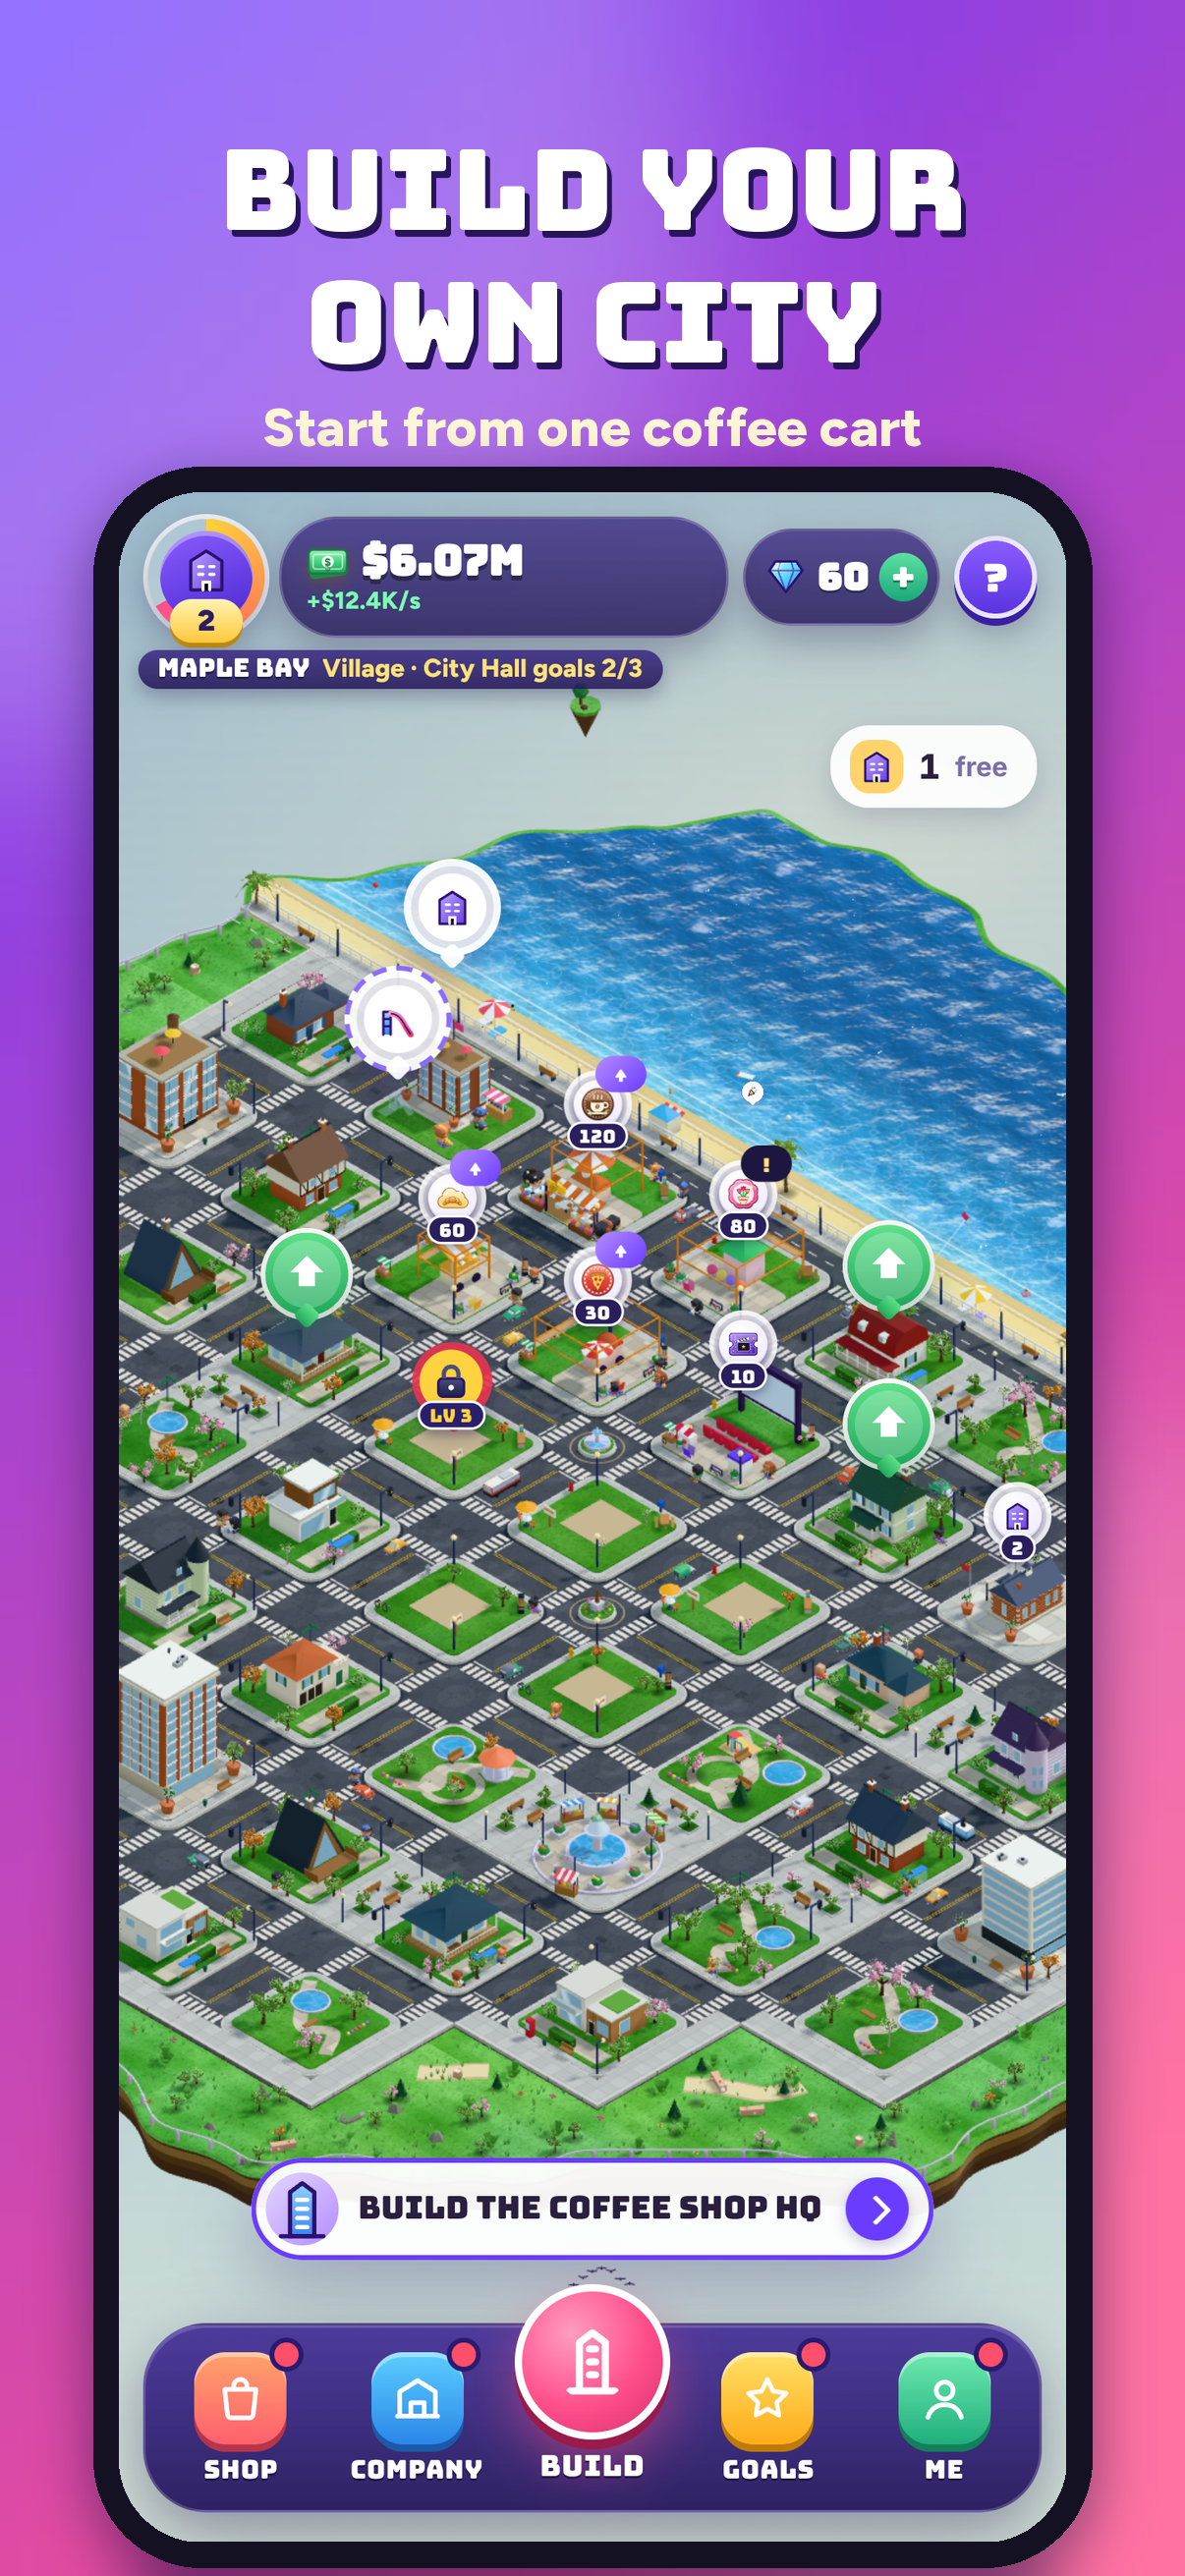 BUILD YOUR
OWN CITY
Start from one coffee cart
$6.07M
+$12.4K/s
60
?
2
MAPLE BAY Village · City Hall goals 2/3
1 free
120
!
60
80
30
10
LV 3
2
BUILD THE COFFEE SHOP HQ
SHOP
COMPANY
BUILD
GOALS
ME